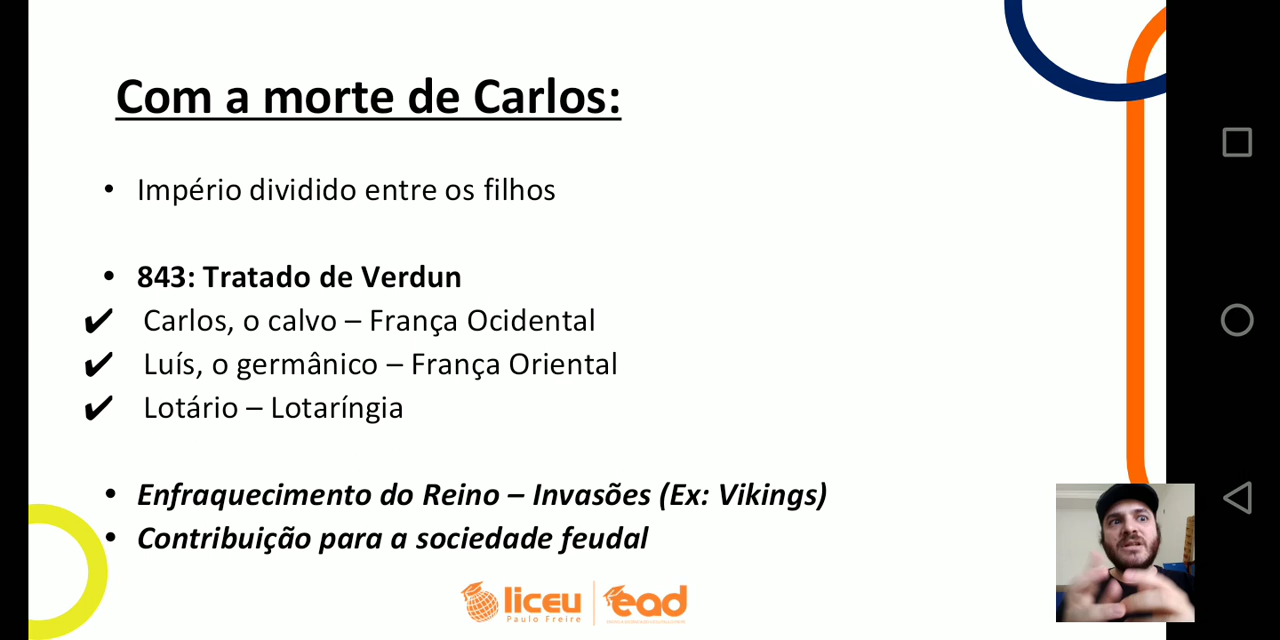 Com a morte de Carlos:
• Império dividido entre os filhos
• 843: Tratado de Verdun
✔ Carlos, o calvo – França Ocidental
✔ Luís, o germânico – França Oriental
✔ Lotário – Lotaríngia
• Enfraquecimento do Reino – Invasões (Ex: Vikings)
• Contribuição para a sociedade feudal
liceu ead
Paulo Freire